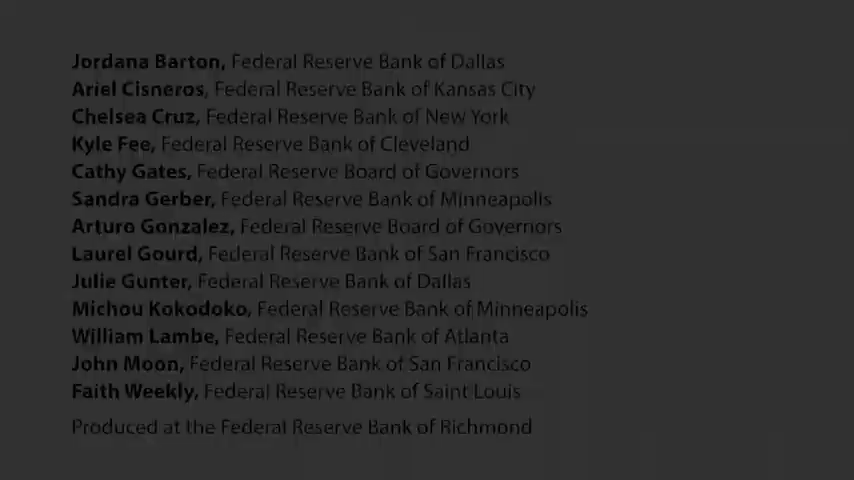 Jordana Barton, Federal Reserve Bank of Dallas
Ariel Cisneros, Federal Reserve Bank of Kansas City
Chelsea Cruz, Federal Reserve Bank of New York
Kyle Fee, Federal Reserve Bank of Cleveland
Cathy Gates, Federal Reserve Board of Governors
Sandra Gerber, Federal Reserve Bank of Minneapolis
Arturo Gonzalez, Federal Reserve Board of Governors
Laurel Gourd, Federal Reserve Bank of San Francisco
Julie Gunter, Federal Reserve Bank of Dallas
Michou Kokodoko, Federal Reserve Bank of Minneapolis
William Lambe, Federal Reserve Bank of Atlanta
John Moon, Federal Reserve Bank of San Francisco
Faith Weekly, Federal Reserve Bank of Saint Louis
Produced at the Federal Reserve Bank of Richmond